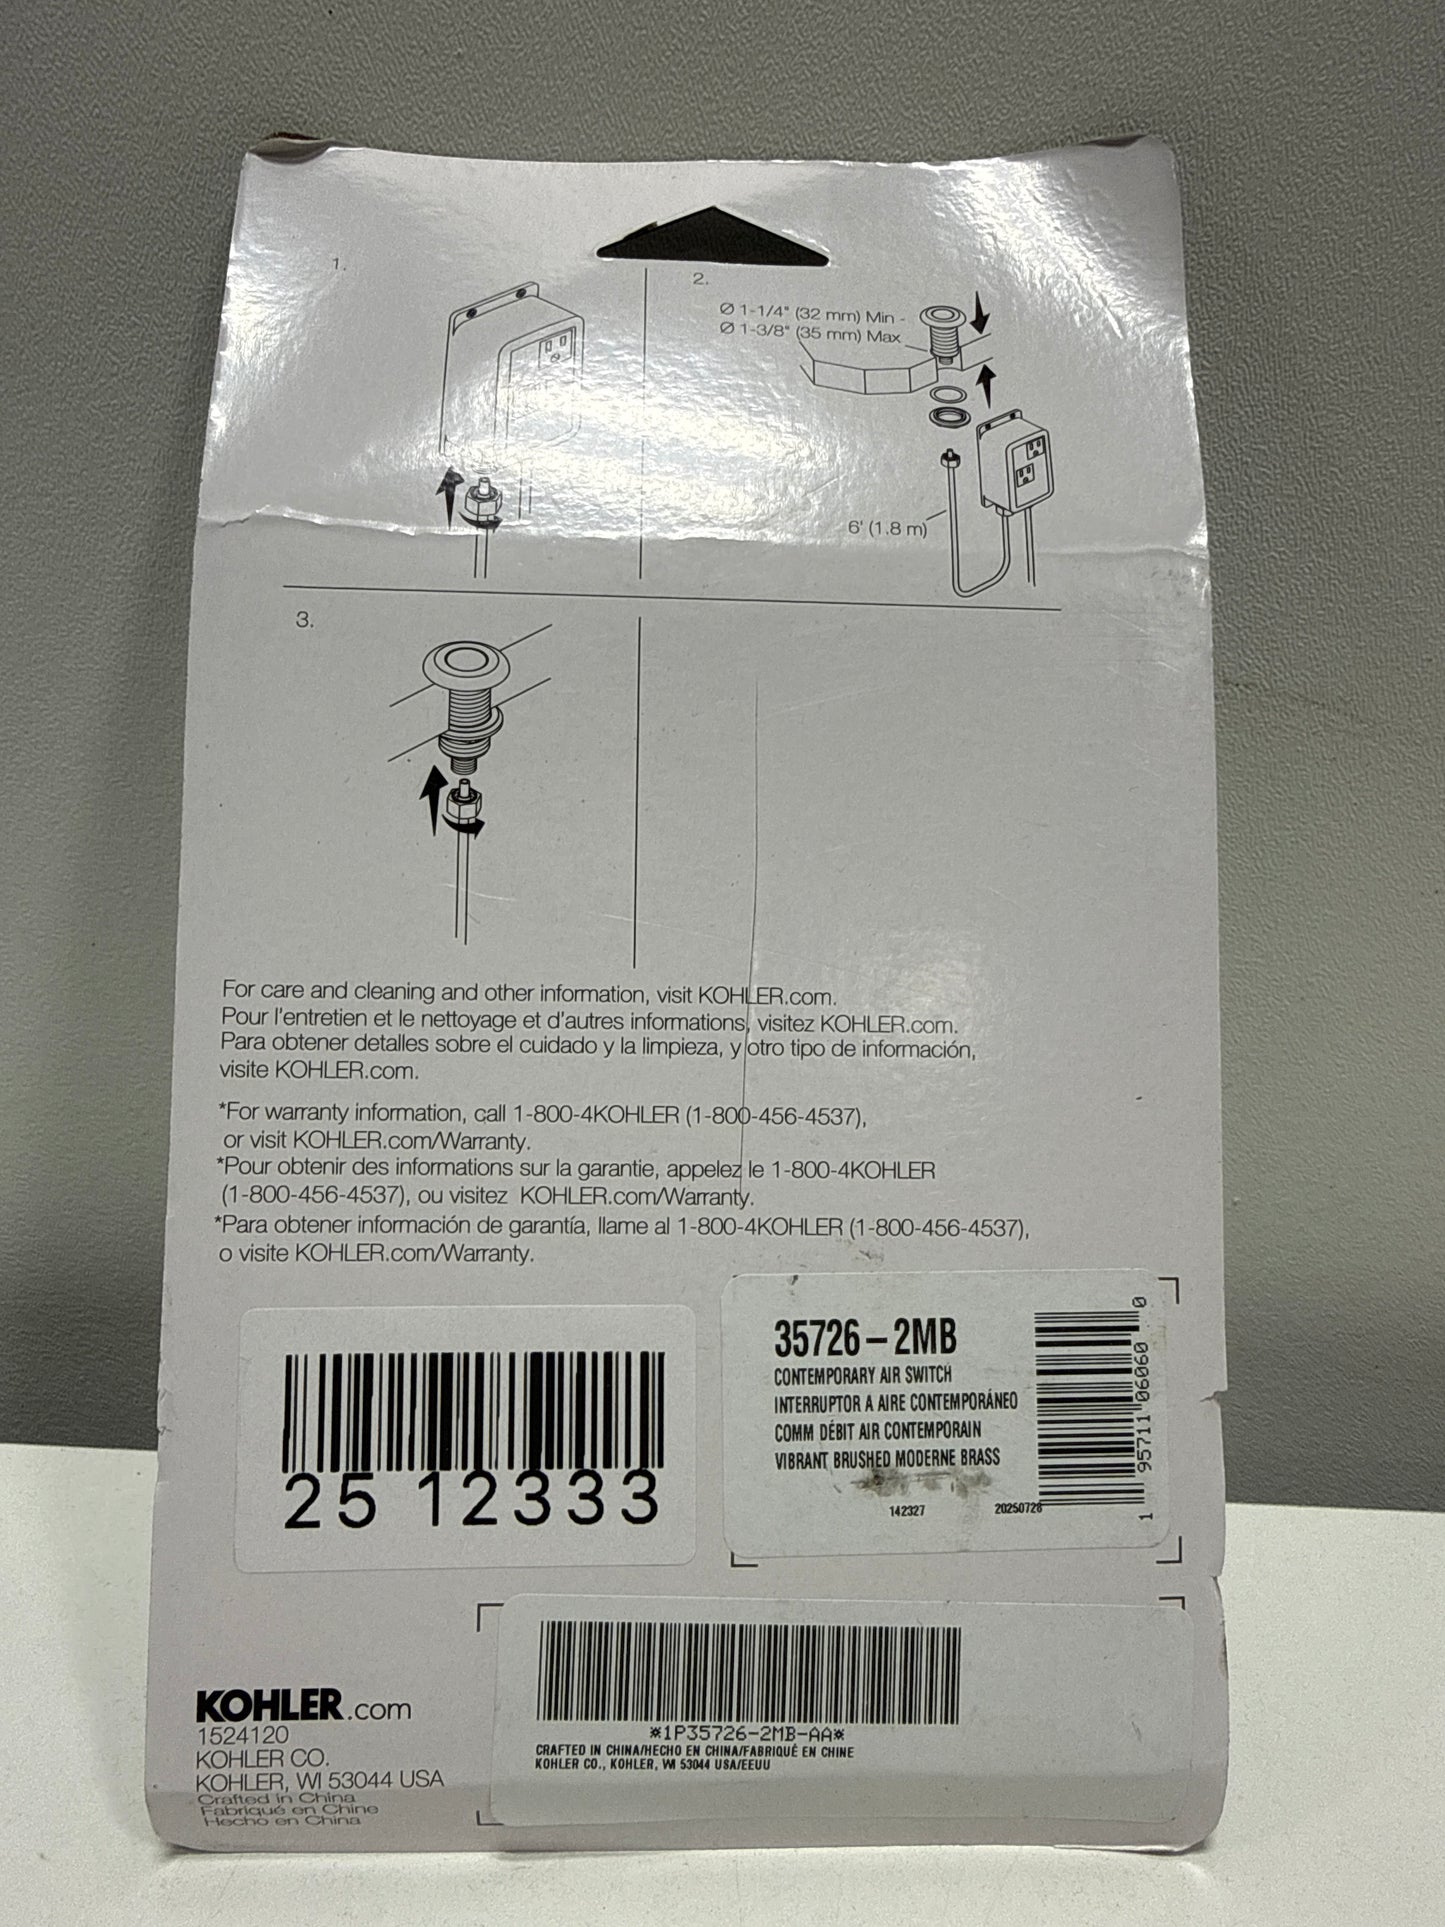 1.
2.
Ø 1-1/4" (32 mm) Min -
Ø 1-3/8" (35 mm) Max
6' (1.8 m)
3.
For care and cleaning and other information, visit KOHLER.com.
Pour l'entretien et le nettoyage et d'autres informations, visitez KOHLER.com.
Para obtener detalles sobre el cuidado y la limpieza, y otro tipo de información,
visite KOHLER.com.
*For warranty information, call 1-800-4KOHLER (1-800-456-4537),
or visit KOHLER.com/Warranty.
*Pour obtenir des informations sur la garantie, appelez le 1-800-4KOHLER
(1-800-456-4537), ou visitez KOHLER.com/Warranty.
*Para obtener información de garantía, llame al 1-800-4KOHLER (1-800-456-4537),
o visite KOHLER.com/Warranty.
25 12333
35726-2MB
CONTEMPORARY AIR SWITCH
INTERRUPTOR A AIRE CONTEMPORÁNEO
COMM DÉBIT AIR CONTEMPORAIN
VIBRANT BRUSHED MODERNE BRASS
142327 20250728
1 95711 06060 0
*1P35726-2MB-AA*
CRAFTED IN CHINA/HECHO EN CHINA/FABRIQUÉ EN CHINE
KOHLER CO., KOHLER, WI 53044 USA/EEUU
KOHLER.com
1524120
KOHLER CO.
KOHLER, WI 53044 USA
Crafted in China
Fabriqué en Chine
Hecho en China